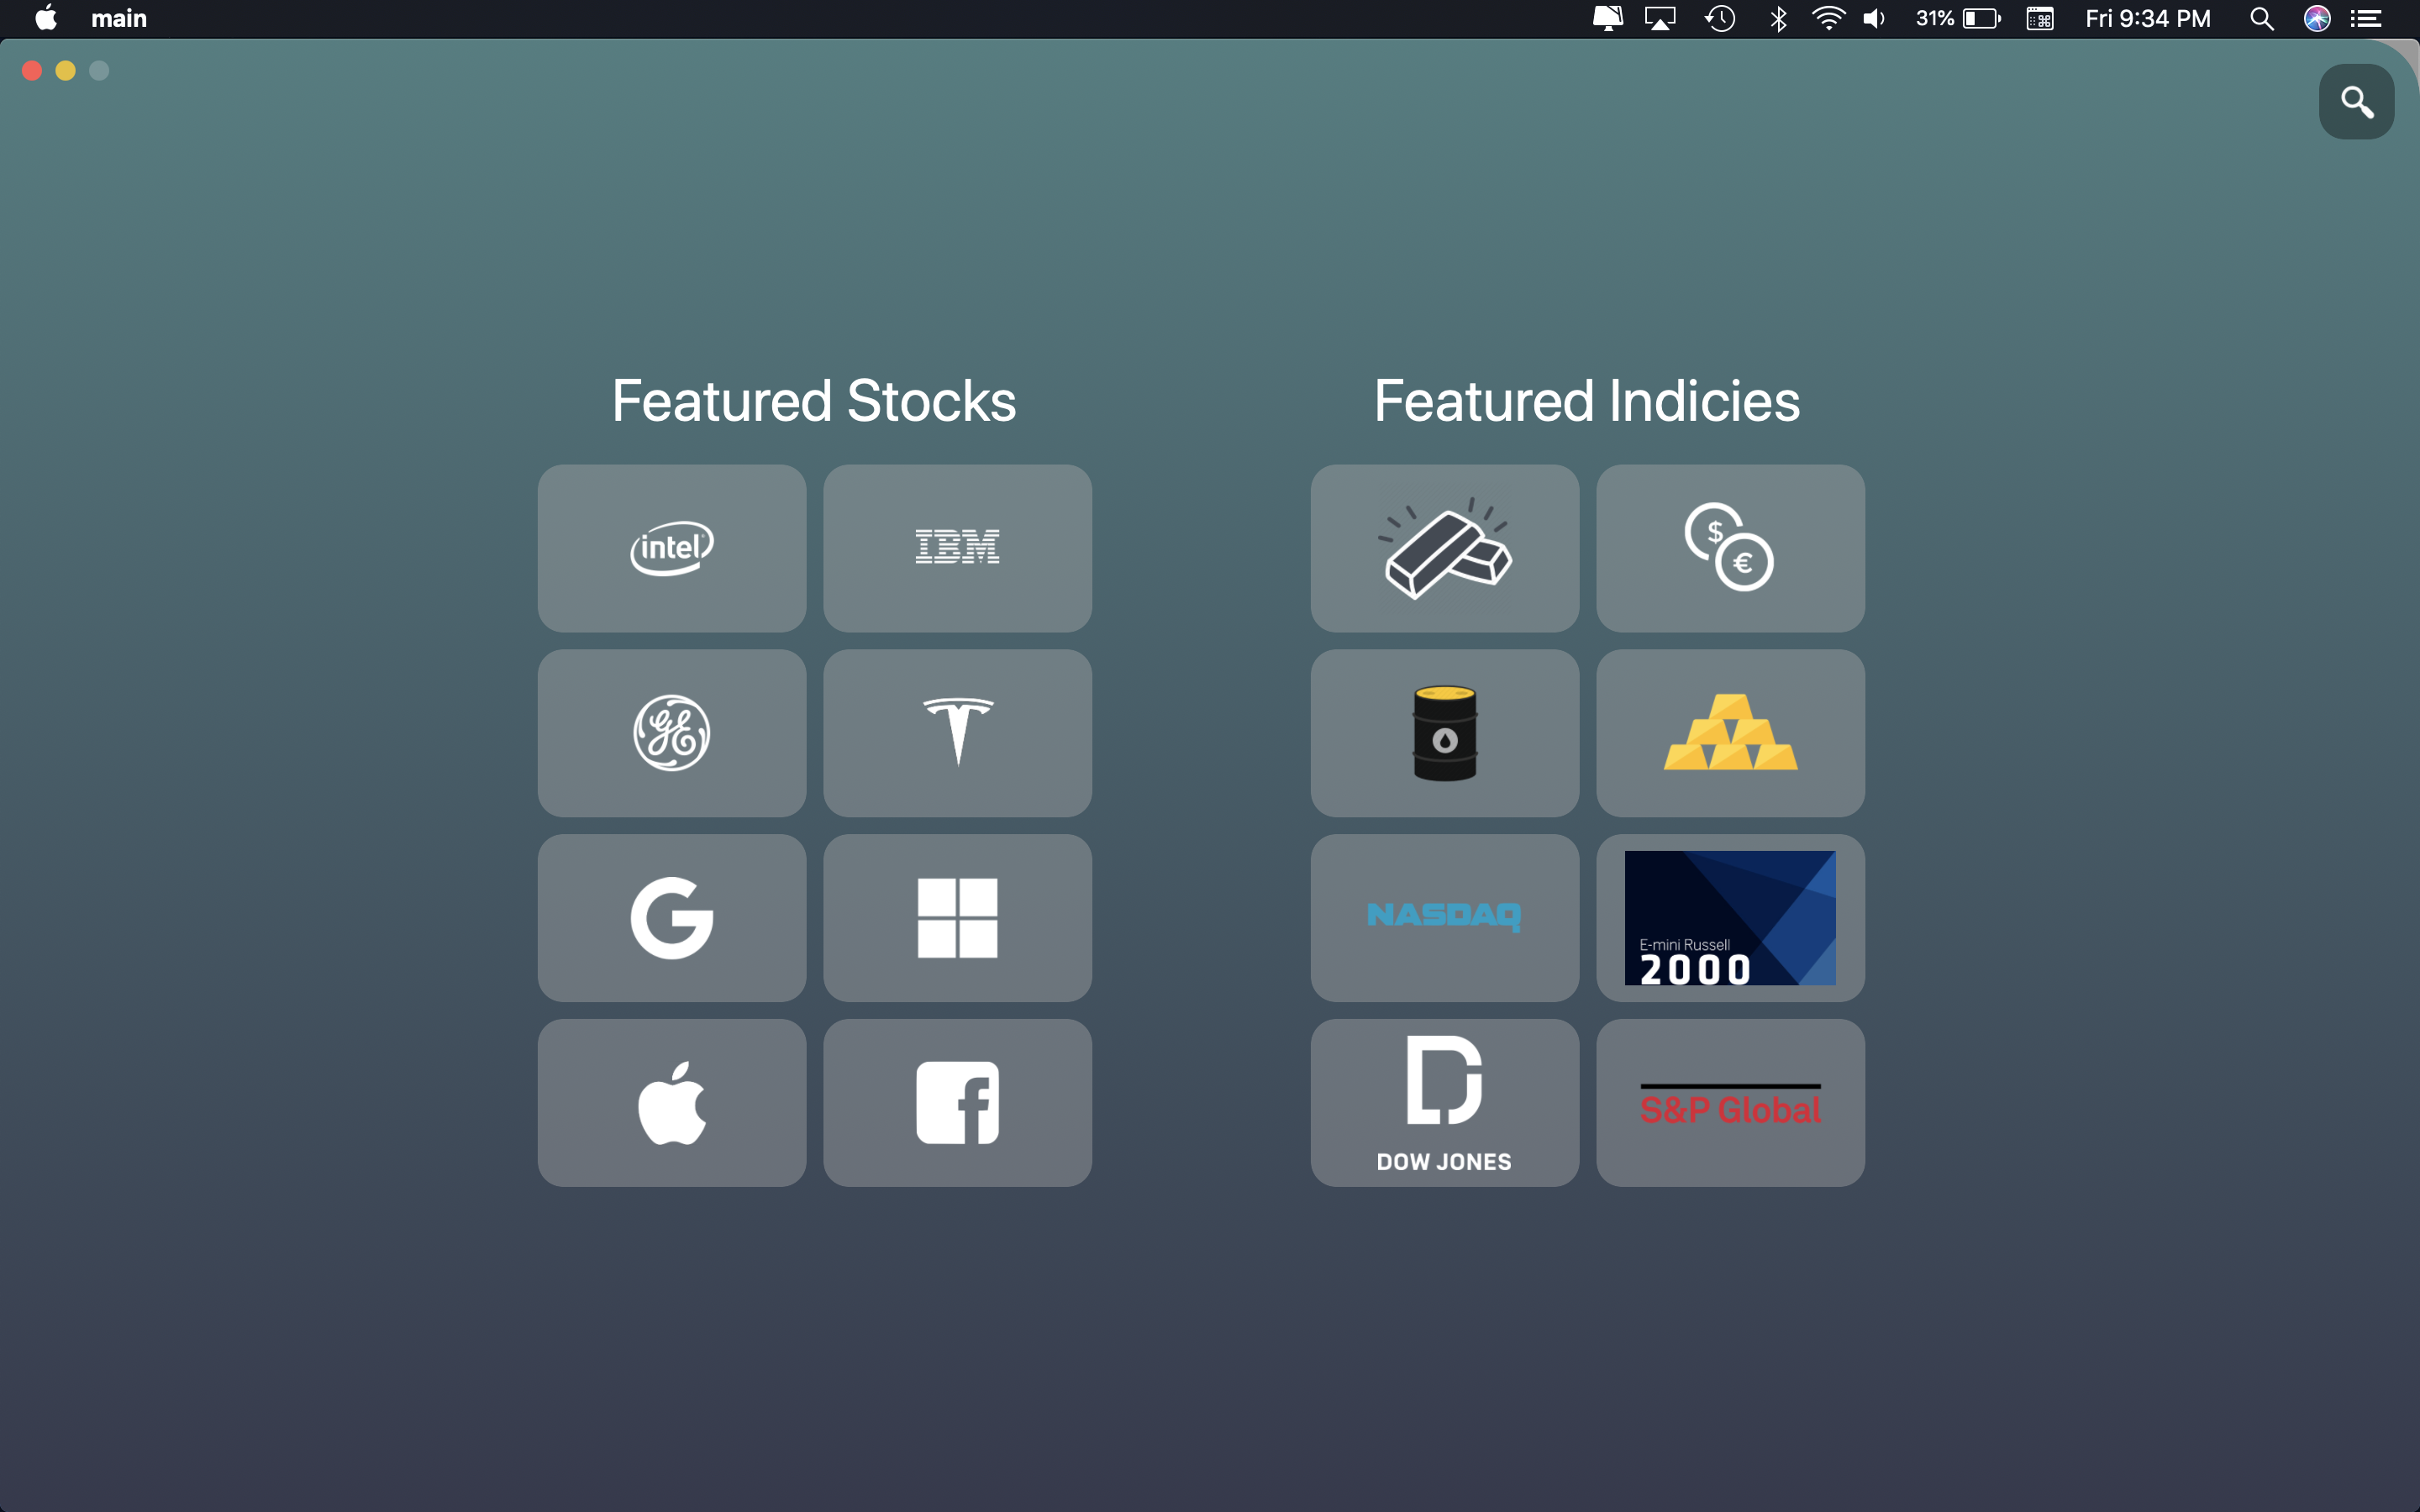 main
31%
Fri 9:34 PM
Featured Stocks
Featured Indicies
intel
IBM
$
€
GE
G
NASDAQ
E-mini Russell
2000
f
DOW JONES
S&P Global